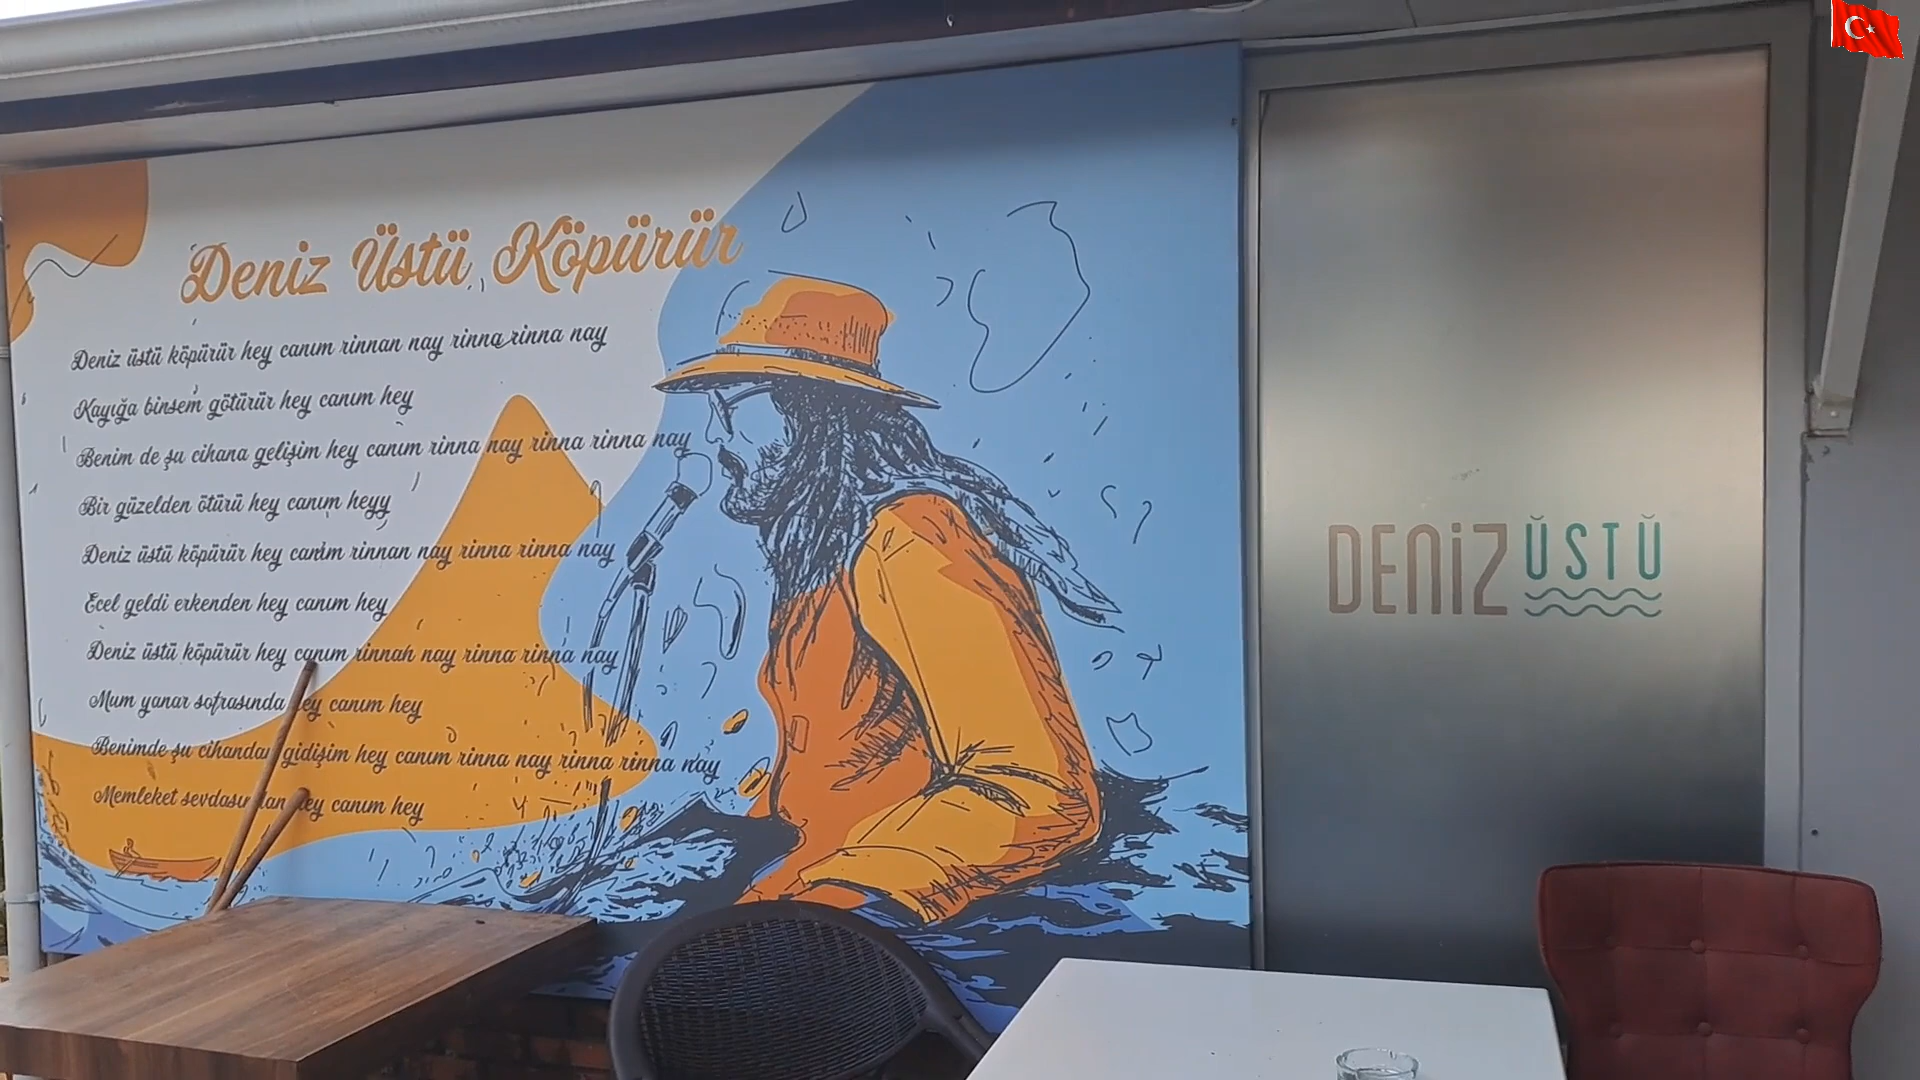 Deniz Üstü Köpürür
Deniz üstü köpürür hey canım rinnan nay rinna rinna nay
Kayığa binsem götürür hey canım hey
Benim de şu cihana gelişim hey canım rinna nay rinna rinna nay
Bir güzelden ötürü hey canım heyy
Deniz üstü köpürür hey canım rinnan nay rinna rinna nay
Ecel geldi erkenden hey canım hey
Deniz üstü köpürür hey canım rinnah nay rinna rinna nay
Mum yanar sofrasında hey canım hey
Benimde şu cihandan gidişim hey canım rinna nay rinna rinna nay
Memleket sevdasından hey canım hey
DENİZ ÜSTÜ